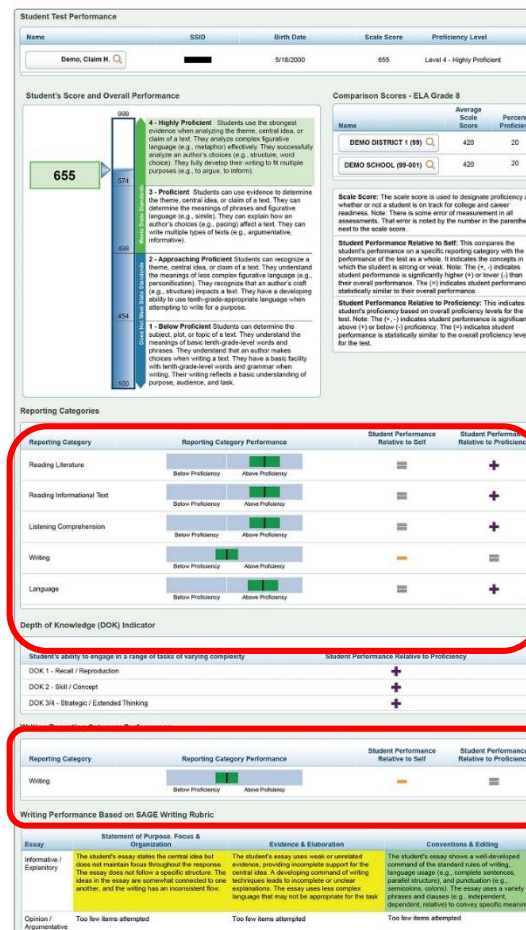 Student Test Performance
Name SSID Birth Date Scale Score Proficiency Level
Demo, Claim H. 5/18/2000 655 Level 4 - Highly Proficient
Student's Score and Overall Performance
999
655
574
498
454
100
Meets State Standards
Does Not Meet State Standards
4 - Highly Proficient Students use the strongest
evidence when analyzing the theme, central idea, or
claim of a text. They analyze complex figurative
language (e.g., metaphor) effectively. They successfully
analyze an author's choices (e.g., structure, word
choice). They fully develop their writing to fit multiple
purposes (e.g., to argue, to inform).
3 - Proficient Students can use evidence to determine
the theme, central idea, or claim of a text. They can
determine the meanings of phrases and figurative
language (e.g., simile). They can explain how an
author's choices (e.g., pacing) affect a text. They can
write multiple types of texts (e.g., argumentative,
informative).
2 - Approaching Proficient Students can recognize a
theme, central idea, or claim of a text. They understand
the meanings of less complex figurative language (e.g.,
personification). They recognize that an author's craft
(e.g., structure) impacts a text. They have a developing
ability to use tenth-grade-appropriate language when
attempting to write for a purpose.
1 - Below Proficient Students can determine the
subject, plot, or topic of a text. They understand the
meanings of basic tenth-grade-level words and
phrases. They understand that an author makes
choices when writing a text. They have a basic facility
with tenth-grade-level words and grammar when
writing. Their writing reflects a basic understanding of
purpose, audience, and task.
Comparison Scores - ELA Grade 8
Name Average Scale Score Percent Proficient
DEMO DISTRICT 1 (99) 420 20
DEMO SCHOOL (99-001) 420 20
Scale Score: The scale score is used to designate proficiency a
whether or not a student is on track for college and career
readiness. Note: There is some error of measurement in all
assessments. That error is noted by the number in the parenthe
next to the scale score.
Student Performance Relative to Self: This compares the
student's performance on a specific reporting category with the
performance of the test as a whole. It indicates the concepts in
which the student is strong or weak. Note: The (+, -) indicates
student performance is significantly higher (+) or lower (-) than
their overall performance. The (=) indicates student performanc
statistically similar to their overall performance.
Student Performance Relative to Proficiency: This indicates
student's proficiency based on overall proficiency levels for the
test. Note: The (+, -) indicates student performance is significan
above (+) or below (-) proficiency. The (=) indicates student
performance is statistically similar to the overall proficiency leve
for the test.
Reporting Categories
Reporting Category Reporting Category Performance Student Performance Relative to Self Student Performance Relative to Proficienc
Reading Literature = +
Below Proficiency Above Proficiency
Reading Informational Text = +
Below Proficiency Above Proficiency
Listening Comprehension = +
Below Proficiency Above Proficiency
Writing - =
Below Proficiency Above Proficiency
Language = +
Below Proficiency Above Proficiency
Depth of Knowledge (DOK) Indicator
Student's ability to engage in a range of tasks of varying complexity Student Performance Relative to Proficiency
DOK 1 - Recall / Reproduction +
DOK 2 - Skill / Concept +
DOK 3/4 - Strategic / Extended Thinking +
Writing Reporting Category Performance
Reporting Category Reporting Category Performance Student Performance Relative to Self Student Performance Relative to Proficienc
Writing - =
Below Proficiency Above Proficiency
Writing Performance Based on SAGE Writing Rubric
Essay Statement of Purpose, Focus & Organization Evidence & Elaboration Conventions & Editing
Informative / Explanitory
The student's essay states the central idea but
does not maintain focus throughout the response.
The essay does not follow a specific structure. The
ideas in the essay are somewhat connected to one
another, and the writing has an inconsistent flow.
The student's essay uses weak or unrelated
evidence, providing incomplete support for the
central idea. A developing command of writing
techniques leads to incomplete or unclear
explanations. The essay uses less complex
language that may not be appropriate for the task
The student's essay shows a well-developed
command of the standard rules of writing,
language usage (e.g., complete sentences,
parallel structure), and punctuation (e.g.,
semicolons, colons). The essay uses a variety
phrases and clauses (e.g., independent,
dependent, relative) to convey specific meaning
Opinion / Argumentative Too few items attempted Too few items attempted Too few items attempted